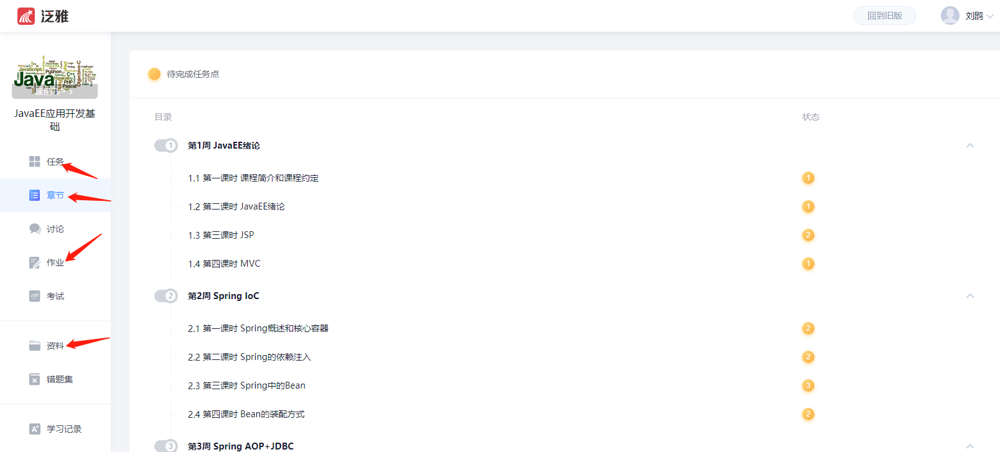 泛雅
回到旧版
刘鹍
JavaScript
Python
C++
Java
Haskell
PHP
Pascal
Objective-C
课程门户 >
JavaEE应用开发基
础
任务
章节
讨论
作业
考试
资料
错题集
学习记录
待完成任务点
目录 状态
1 第1周 JavaEE绪论
1.1 第一课时 课程简介和课程约定 1
1.2 第二课时 JavaEE绪论 1
1.3 第三课时 JSP 2
1.4 第四课时 MVC 1
2 第2周 Spring IoC
2.1 第一课时 Spring概述和核心容器 2
2.2 第二课时 Spring的依赖注入 2
2.3 第三课时 Spring中的Bean 3
2.4 第四课时 Bean的装配方式 2
3 第3周 Spring AOP+JDBC